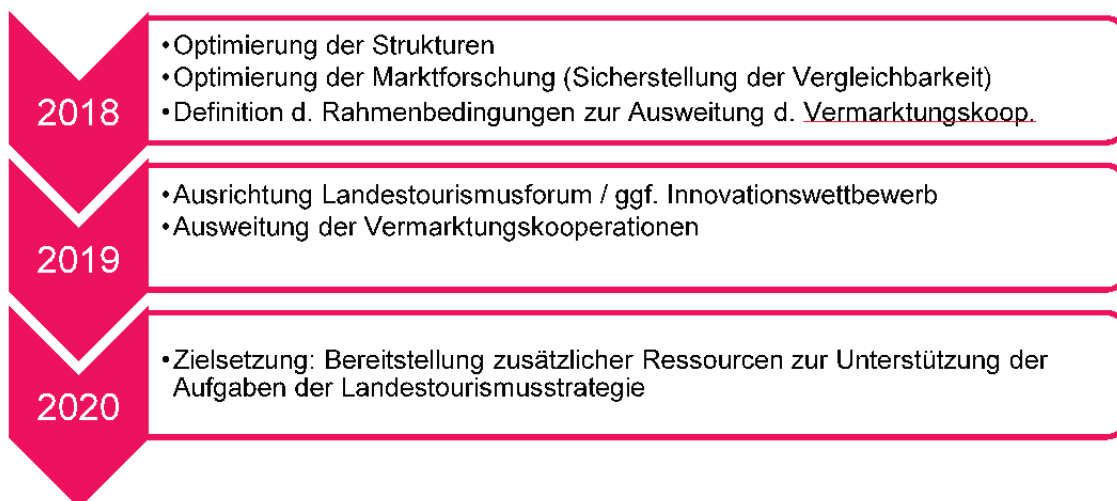 2018
•Optimierung der Strukturen
•Optimierung der Marktforschung (Sicherstellung der Vergleichbarkeit)
•Definition d. Rahmenbedingungen zur Ausweitung d. Vermarktungskoop.
2019
•Ausrichtung Landestourismusforum / ggf. Innovationswettbewerb
•Ausweitung der Vermarktungskooperationen
2020
•Zielsetzung: Bereitstellung zusätzlicher Ressourcen zur Unterstützung der
Aufgaben der Landestourismusstrategie